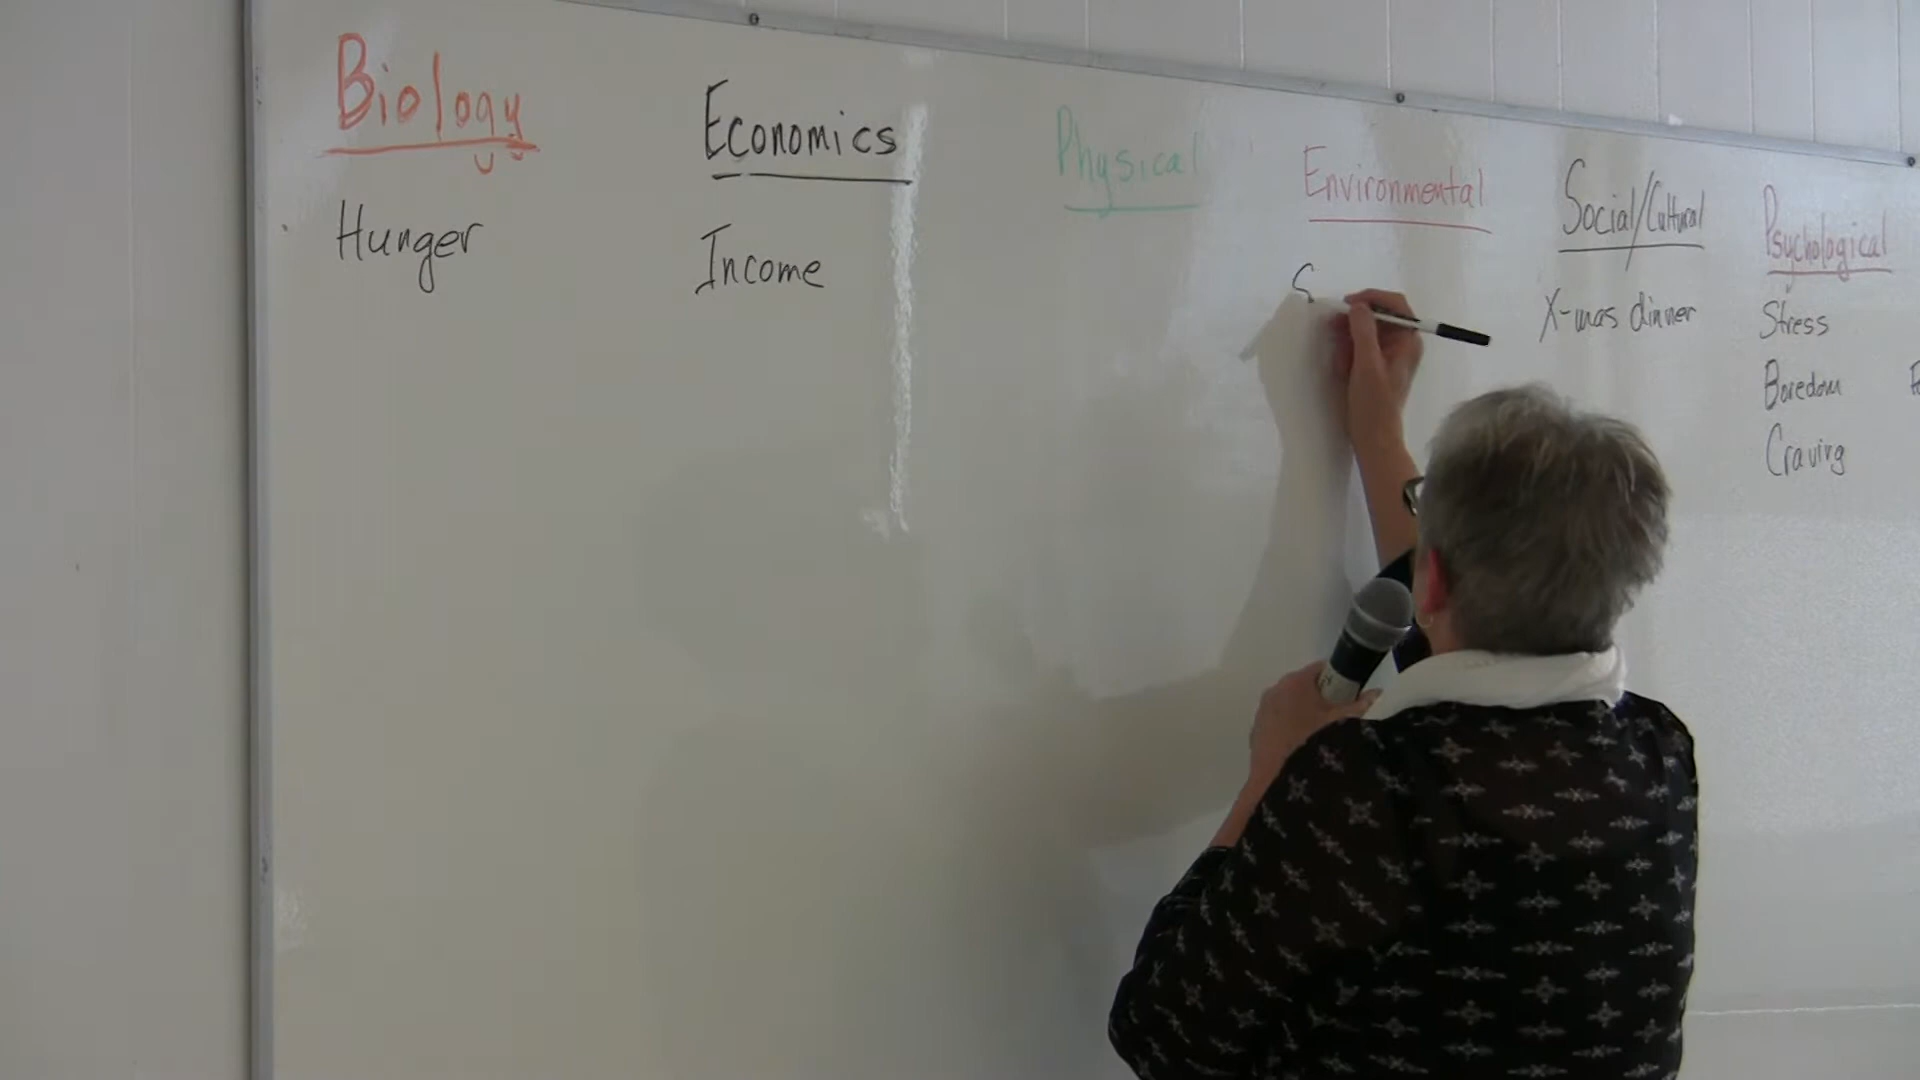 Biology
Hunger
Economics
Income
Physical
Environmental
S
Social/Cultural
X-mas dinner
Psychological
Stress
Boredom
Craving